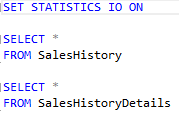 SET STATISTICS IO ON
SELECT *
FROM SalesHistory
SELECT *
FROM SalesHistoryDetails